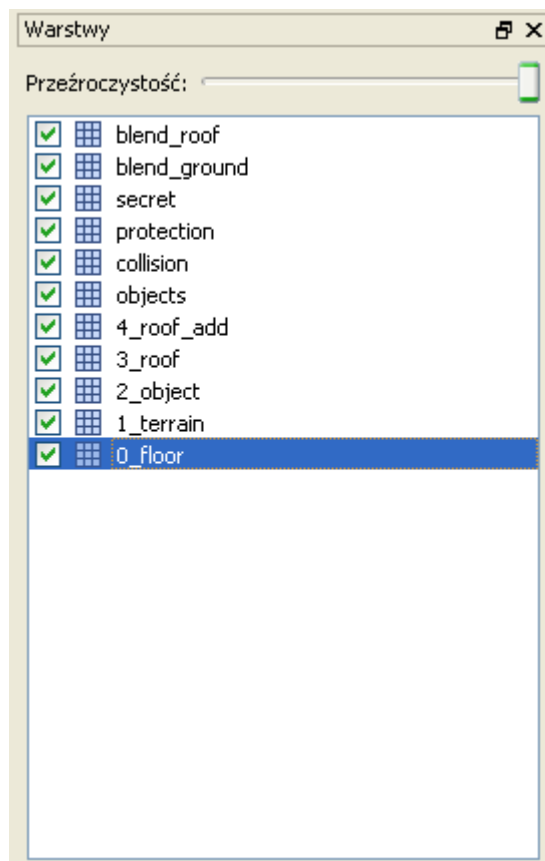 Warstwy
Przeźroczystość:
blend_roof
blend_ground
secret
protection
collision
objects
4_roof_add
3_roof
2_object
1_terrain
0_floor